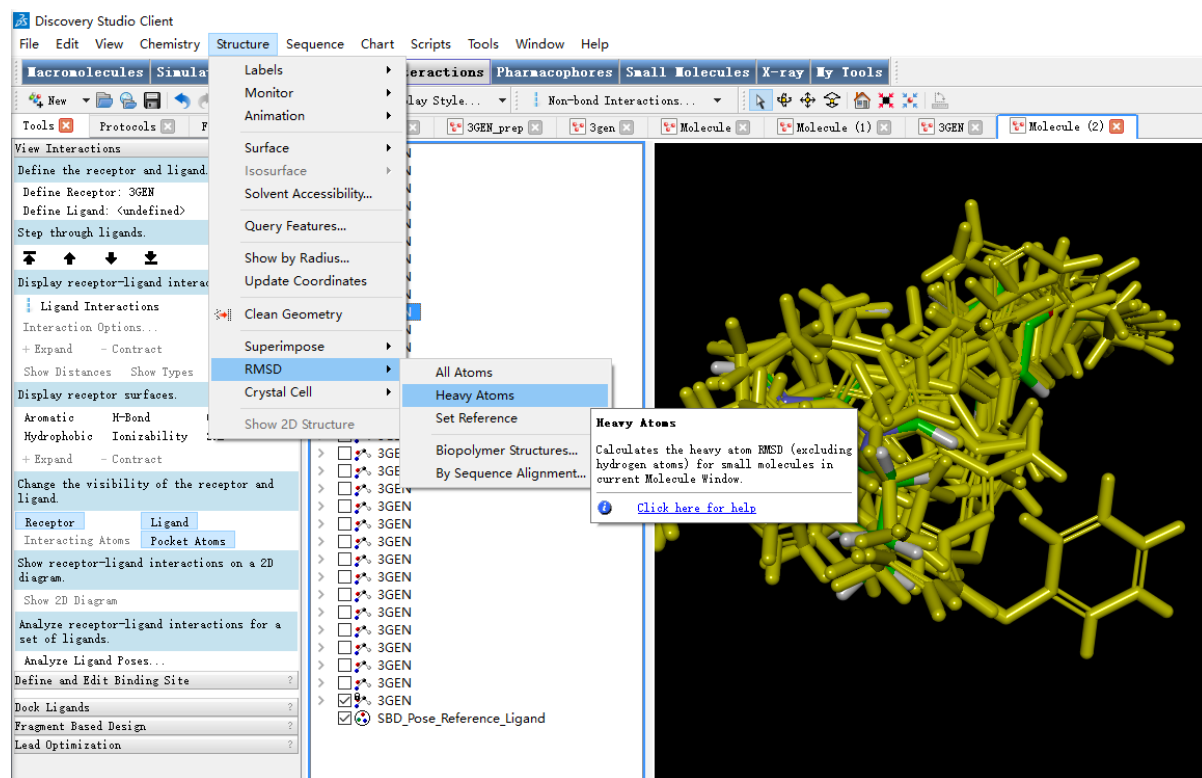 Discovery Studio Client
File Edit View Chemistry Structure Sequence Chart Scripts Tools Window Help
Macromolecules
eractions Pharmacophores Small Molecules X-ray My Tools
New
lay Style... Non-bond Interactions...
Tools Protocols
3GEN_prep 3gen Molecule Molecule (1) 3GEN Molecule (2)
View Interactions
Define the receptor and ligand.
Define Receptor: 3GEN
Define Ligand: <undefined>
Step through ligands.
Display receptor-ligand interac
Ligand Interactions
Interaction Options...
+ Expand - Contract
Show Distances Show Types
Display receptor surfaces.
Aromatic H-Bond
Hydrophobic Ionizability
+ Expand - Contract
Change the visibility of the receptor and
ligand.
Receptor Ligand
Interacting Atoms Pocket Atoms
Show receptor-ligand interactions on a 2D
diagram.
Show 2D Diagram
Analyze receptor-ligand interactions for a
set of ligands.
Analyze Ligand Poses...
Define and Edit Binding Site ?
Dock Ligands ?
Fragment Based Design ?
Lead Optimization ?
Labels
Monitor
Animation
Surface
Isosurface
Solvent Accessibility...
Query Features...
Show by Radius...
Update Coordinates
Clean Geometry
Superimpose
RMSD
Crystal Cell
Show 2D Structure
All Atoms
Heavy Atoms
Set Reference
Biopolymer Structures...
By Sequence Alignment...
Heavy Atoms
Calculates the heavy atom RMSD (excluding
hydrogen atoms) for small molecules in
current Molecule Window.
Click here for help
3GE
3GE
3GEN
3GEN
3GEN
3GEN
3GEN
3GEN
3GEN
3GEN
3GEN
3GEN
3GEN
3GEN
3GEN
SBD_Pose_Reference_Ligand